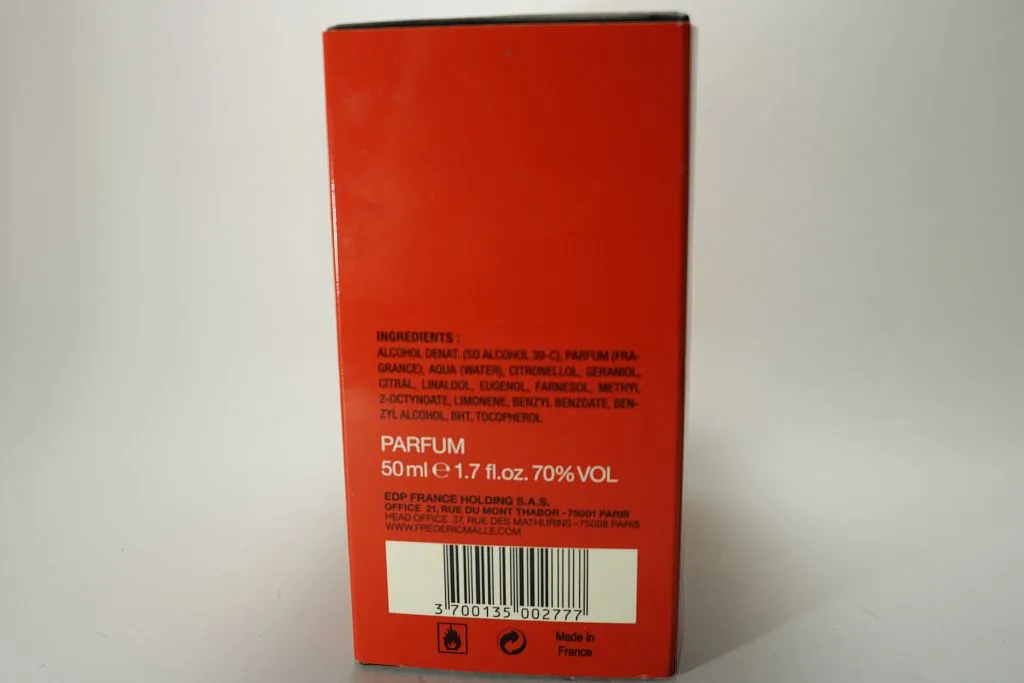 INGREDIENTS :
ALCOHOL DENAT. (SD ALCOHOL 39-C), PARFUM (FRA-
GRANCE), AQUA (WATER), CITRONELLOL, GERANIOL,
CITRAL, LINALOOL, EUGENOL, FARNESOL, METHYL
2-OCTYNOATE, LIMONENE, BENZYL BENZOATE, BEN-
ZYL ALCOHOL, BHT, TOCOPHEROL
PARFUM
50 ml ℮ 1.7 fl.oz. 70% VOL
EDP FRANCE HOLDING S.A.S.
OFFICE 21, RUE DU MONT THABOR - 75001 PARIS
HEAD OFFICE 37, RUE DES MATHURINS - 75008 PARIS
WWW.FREDERICMALLE.COM
3 700135 002777
Made in
France